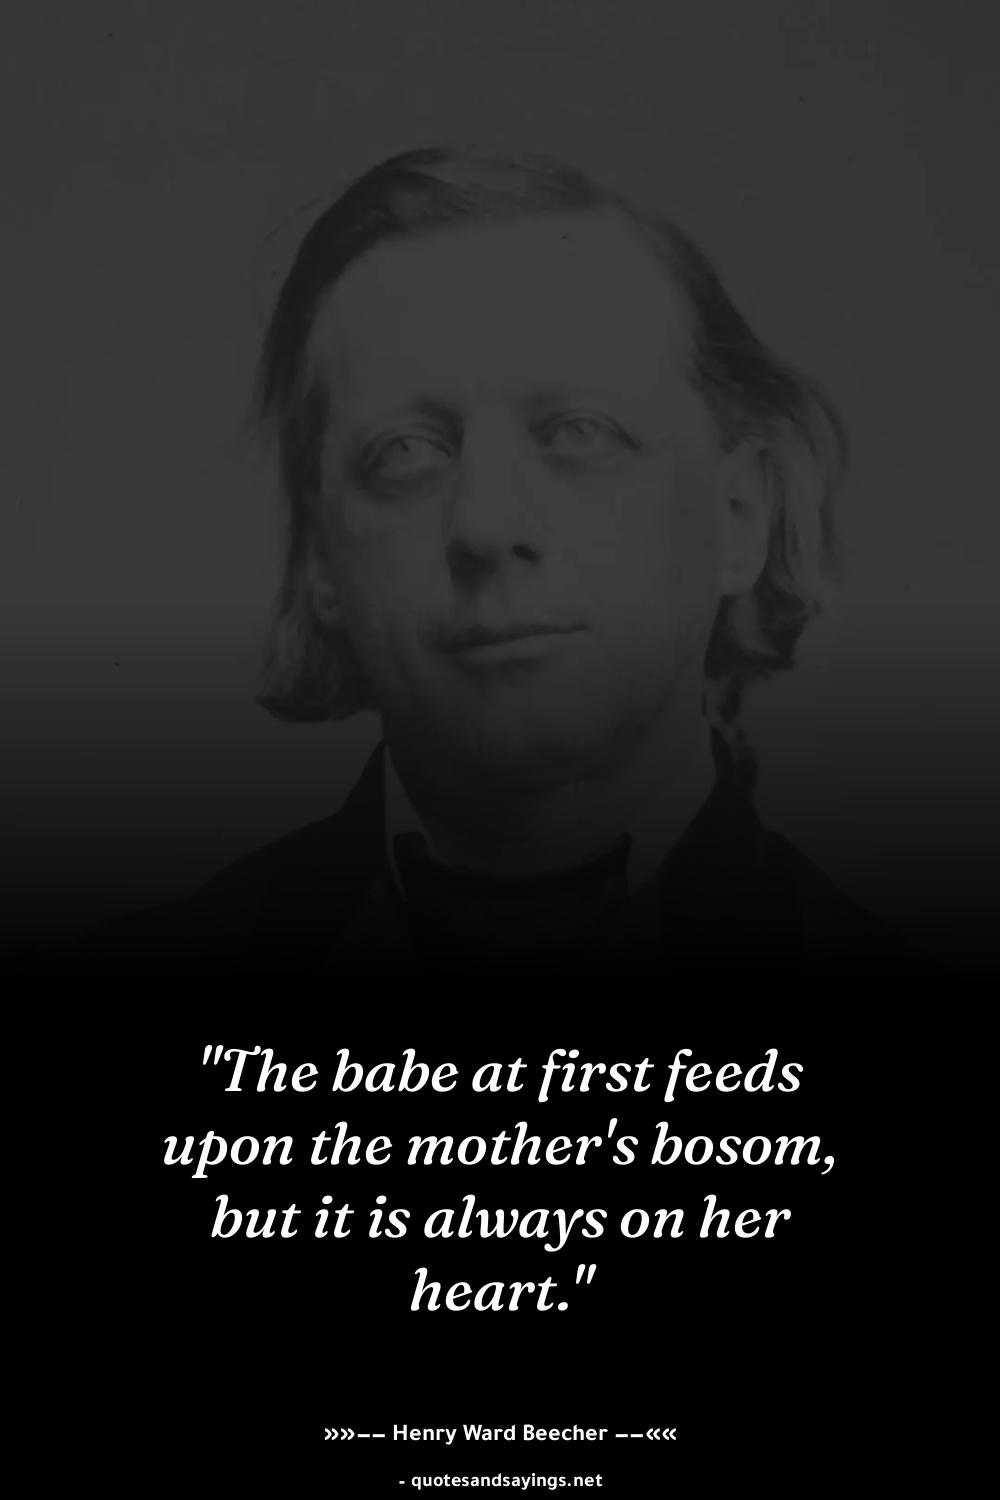 "The babe at first feeds
upon the mother's bosom,
but it is always on her
heart."
»»–– Henry Ward Beecher ––««
- quotesandsayings.net